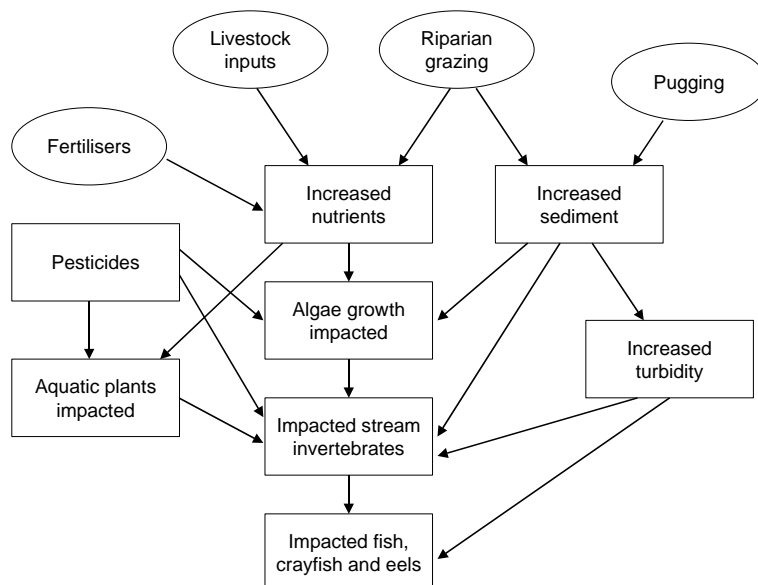 Livestock
inputs
Riparian
grazing
Pugging
Fertilisers
Increased
nutrients
Increased
sediment
Pesticides
Algae growth
impacted
Increased
turbidity
Aquatic plants
impacted
Impacted stream
invertebrates
Impacted fish,
crayfish and eels